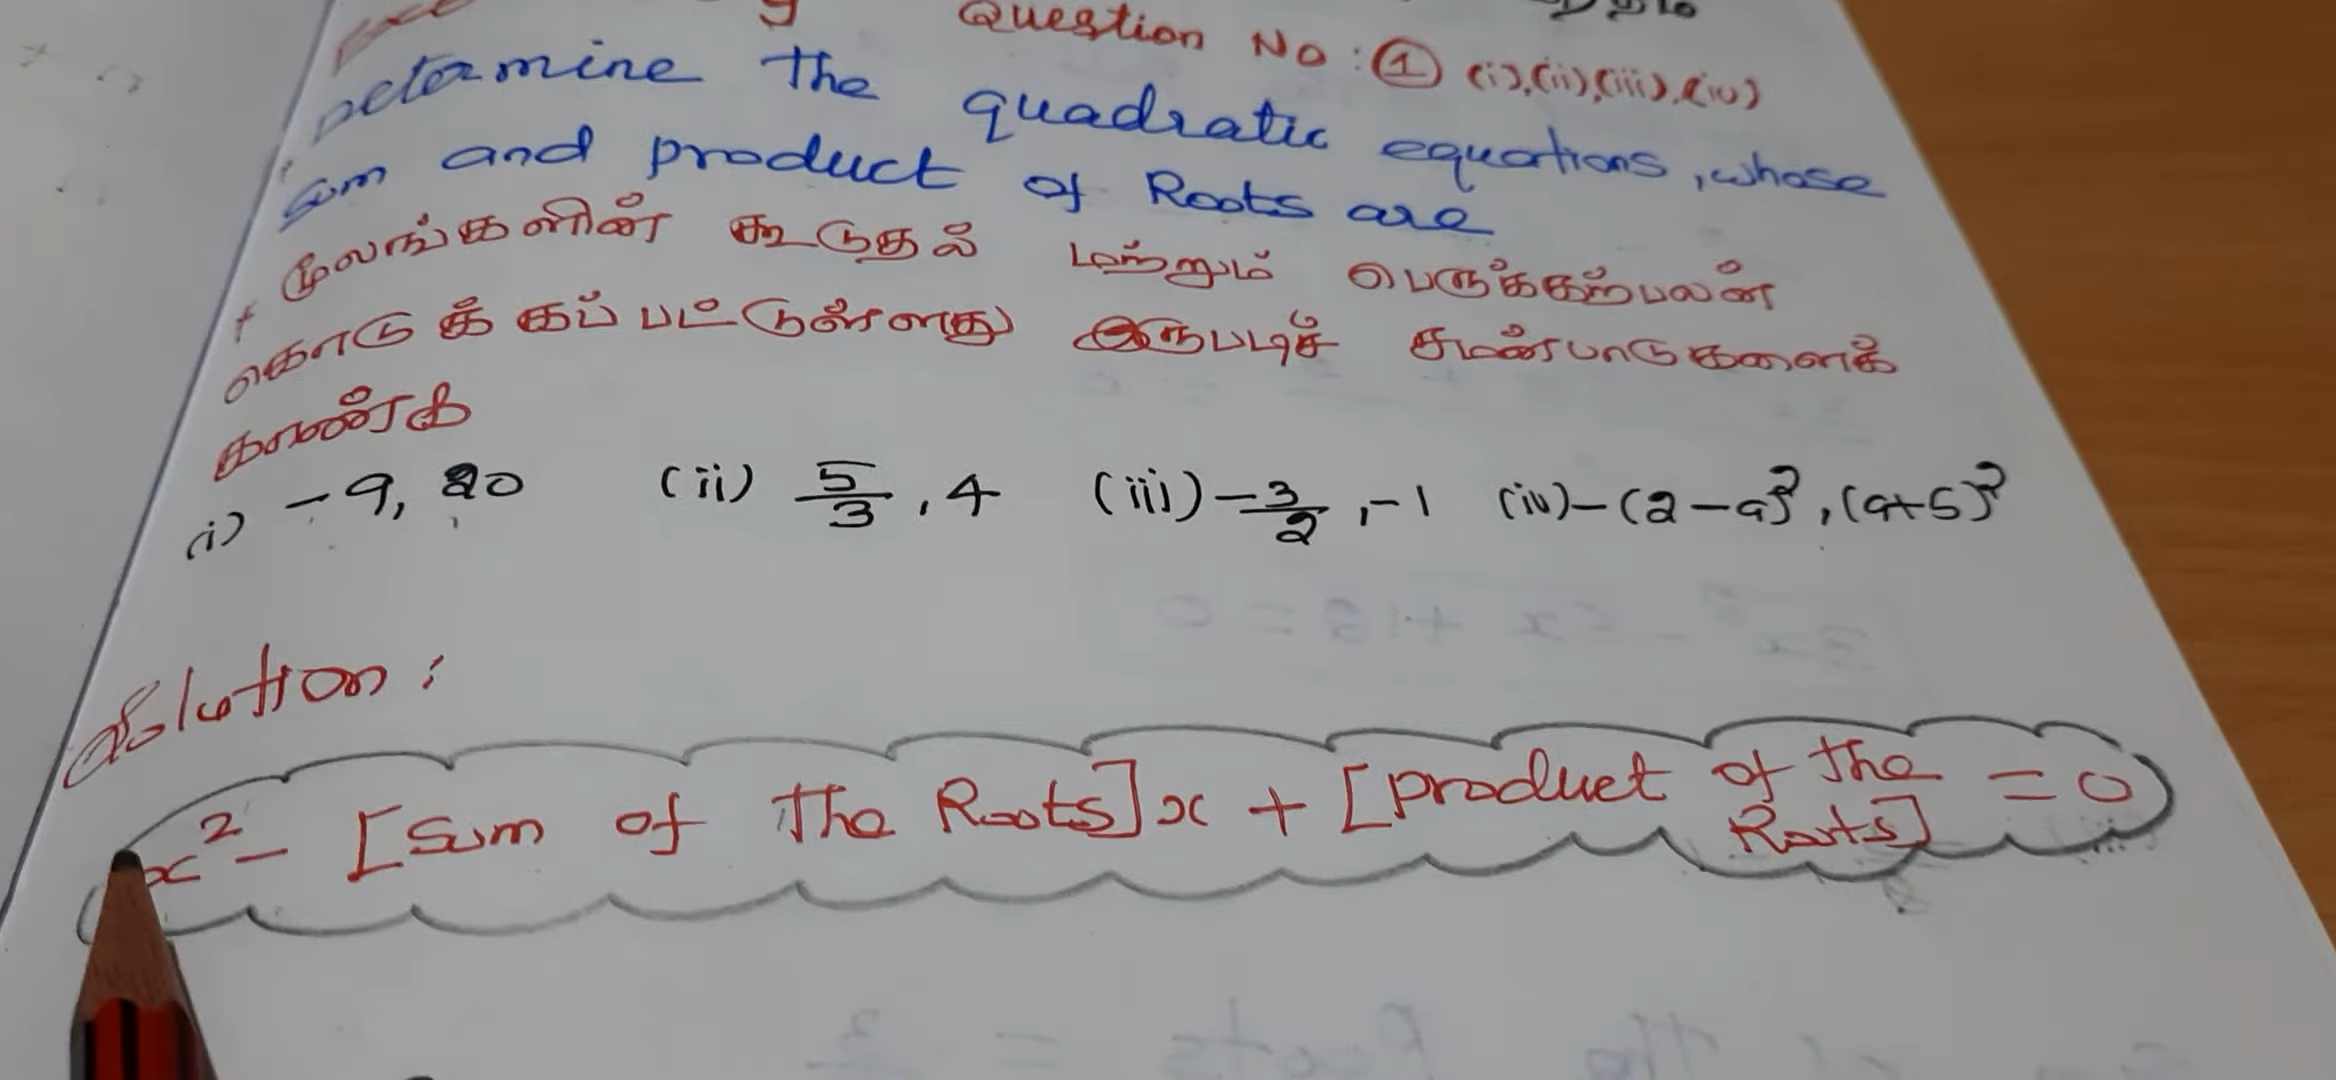 Question No: ① (i),(ii),(iii),(iv)
Determine the quadratic equations, whose
sum and product of Roots are
மூலங்களின் கூடுதல் மற்றும் பெருக்கற்பலன்
கொடுக்கப்பட்டுள்ளது இருபடிச் சமன்பாடுகளைக்
காண்க
(i) -9, 20 (ii) 5/3, 4 (iii) -3/2, -1 (iv) -(2-a)², (a+5)²
Solution:
x² - [Sum of The Roots]x + [product of The Roots] = 0